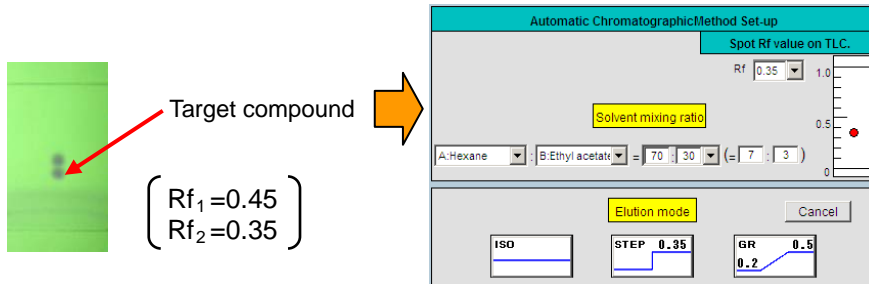 Target compound
Rf1 =0.45
Rf2 =0.35
Automatic ChromatographicMethod Set-up
Spot Rf value on TLC.
Rf 0.35
1.0
0.5
0
Solvent mixing ratio
A:Hexane : B:Ethyl acetate = 70 : 30 (= 7 : 3 )
Elution mode
Cancel
ISO
STEP 0.35
GR 0.5
0.2